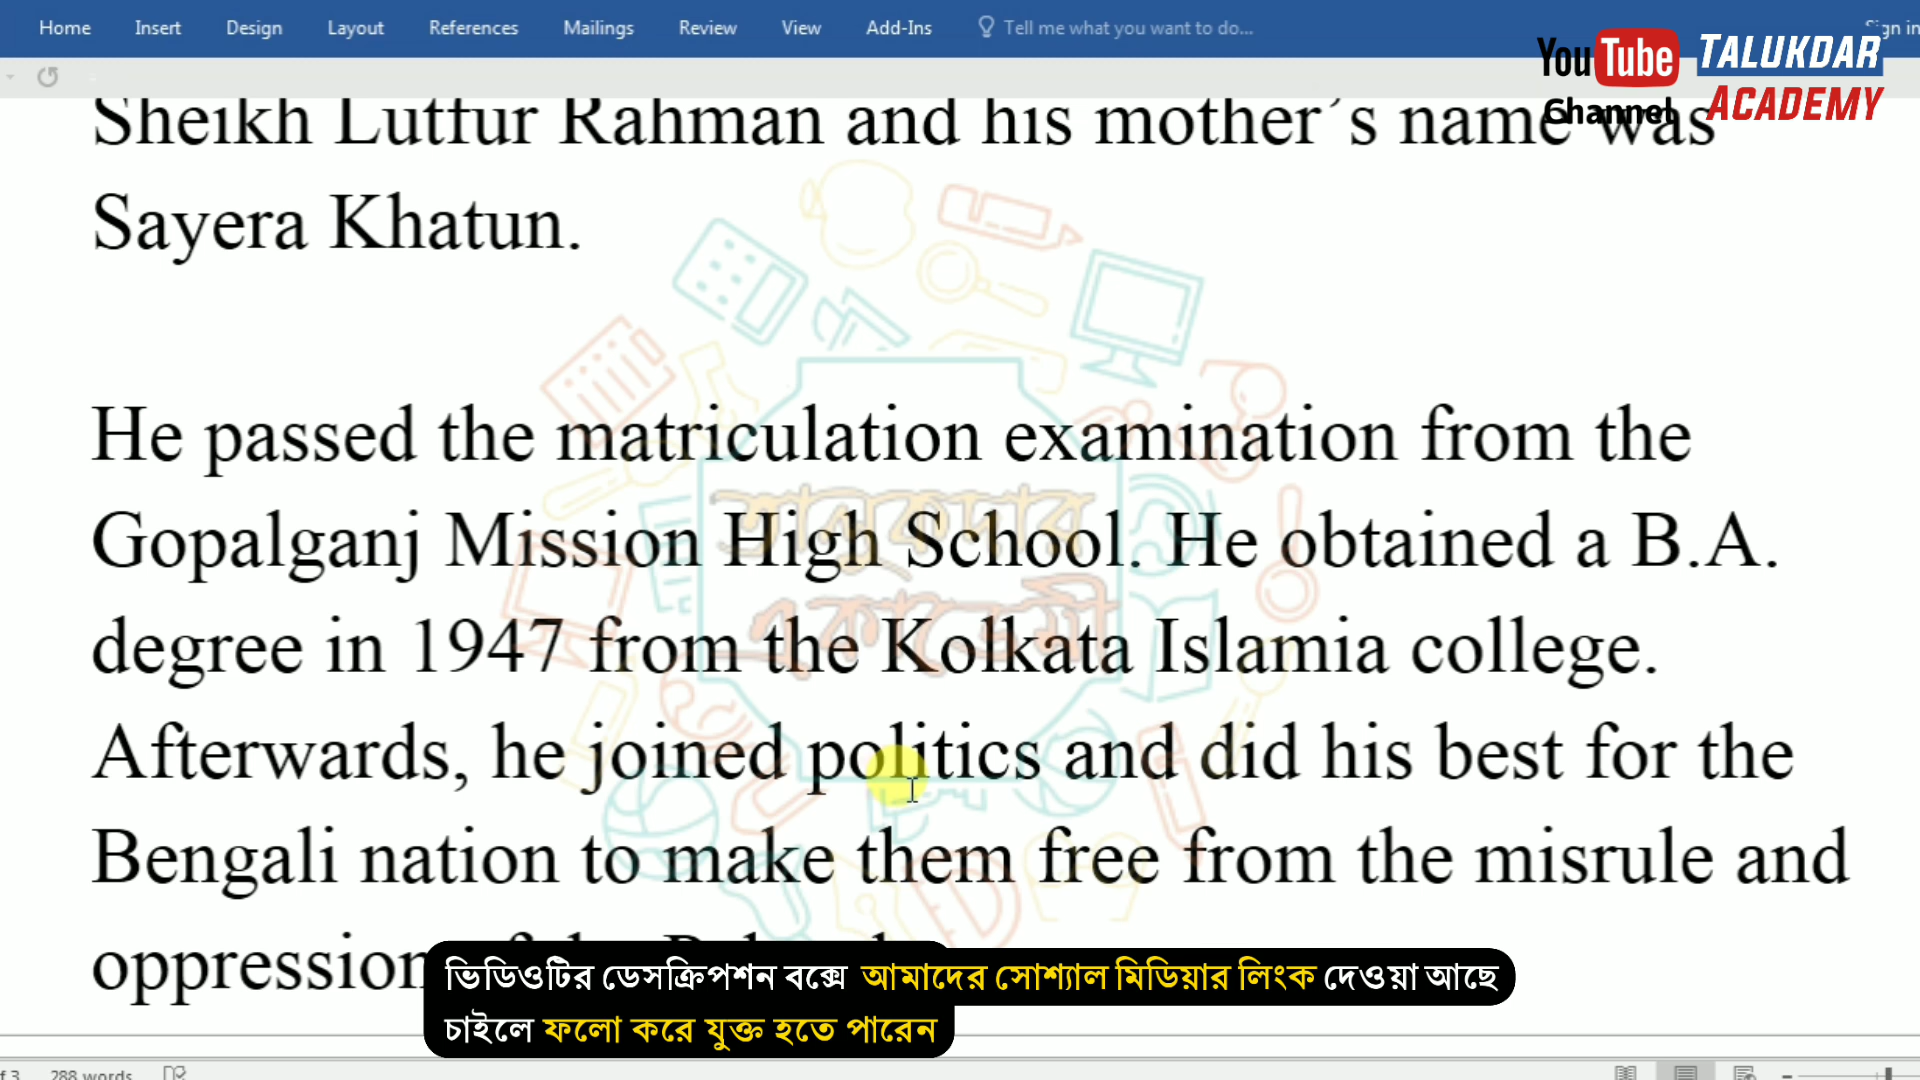 Home Insert Design Layout References Mailings Review View Add-Ins Tell me what you want to do...
YouTube Channel
TALUKDAR ACADEMY
Sheikh Lutfur Rahman and his mother’s name was
Sayera Khatun.
He passed the matriculation examination from the
Gopalganj Mission High School. He obtained a B.A.
degree in 1947 from the Kolkata Islamia college.
Afterwards, he joined politics and did his best for the
Bengali nation to make them free from the misrule and
oppression
তালুকদার
একাডেমী
ভিডিওটির ডেসক্রিপশন বক্সে আমাদের সোশ্যাল মিডিয়ার লিংক দেওয়া আছে
চাইলে ফলো করে যুক্ত হতে পারেন
f 3 288 words